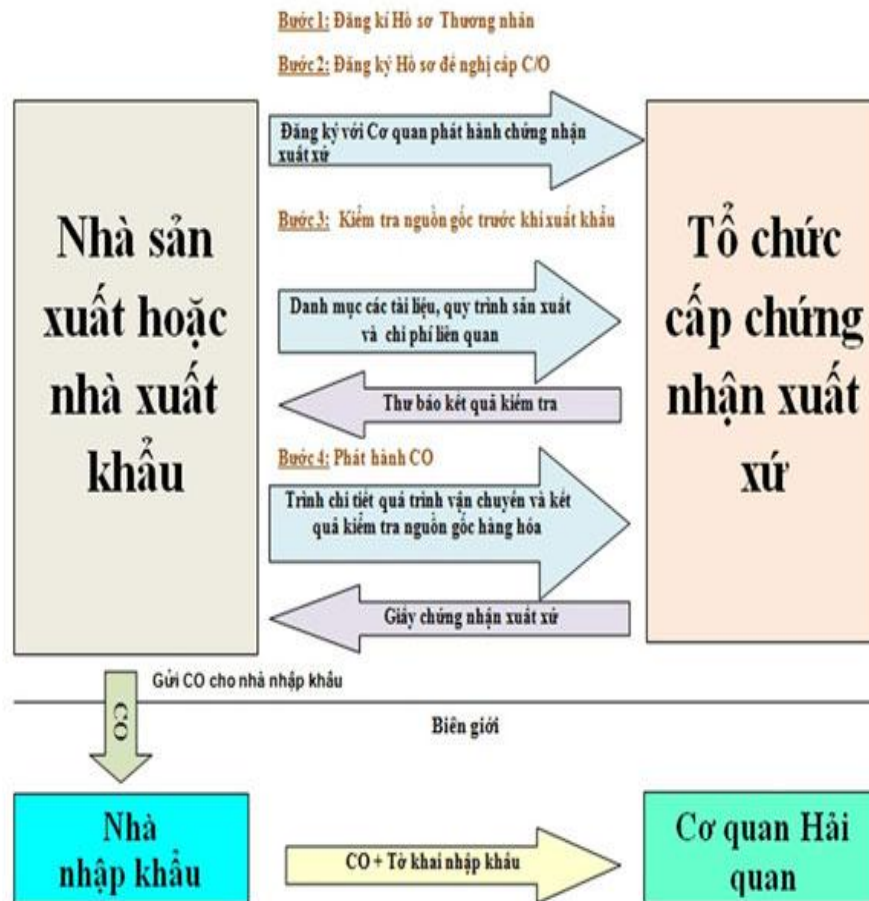 Bước 1: Đăng kí Hồ sơ Thương nhân
Bước 2: Đăng ký Hồ sơ đề nghị cấp C/O
Đăng ký với Cơ quan phát hành chứng nhận
xuất xứ
Bước 3: Kiểm tra nguồn gốc trước khi xuất khẩu
Nhà sản
xuất hoặc
nhà xuất
khẩu
Danh mục các tài liệu, quy trình sản xuất
và chi phí liên quan
Thư báo kết quả kiểm tra
Tổ chức
cấp chứng
nhận xuất
xứ
Bước 4: Phát hành CO
Trình chi tiết quá trình vận chuyển và kết
quả kiểm tra nguồn gốc hàng hóa
Giấy chứng nhận xuất xứ
Gửi CO cho nhà nhập khẩu
CO
Biên giới
Nhà
nhập khẩu
CO + Tờ khai nhập khẩu
Cơ quan Hải
quan